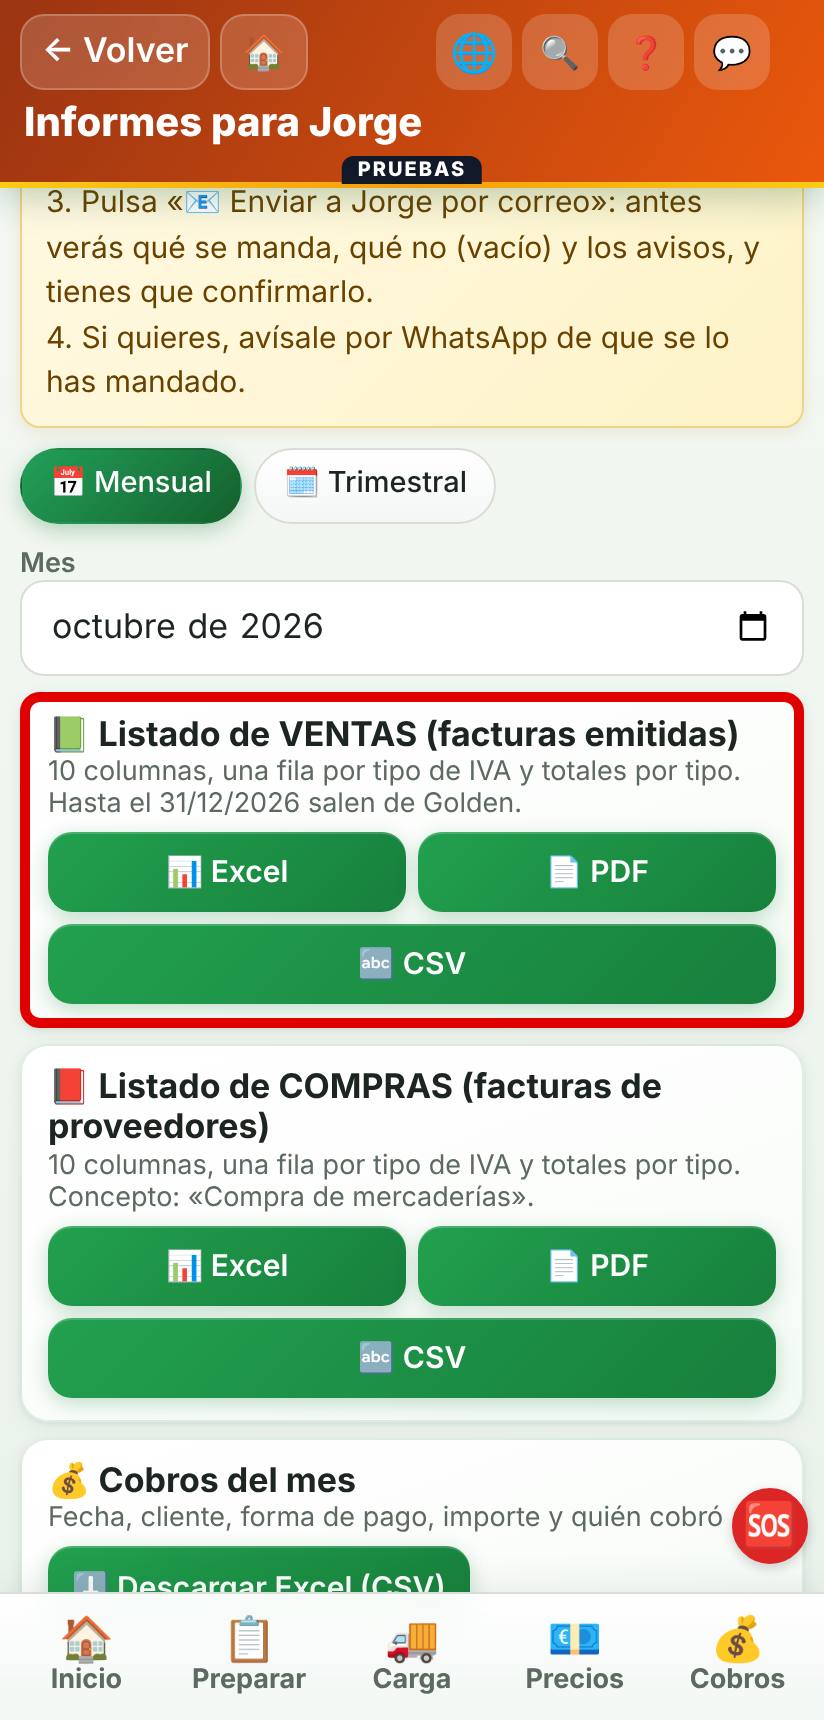 ← Volver
Informes para Jorge
PRUEBAS
3. Pulsa «📧 Enviar a Jorge por correo»: antes
verás qué se manda, qué no (vacío) y los avisos, y
tienes que confirmarlo.
4. Si quieres, avísale por WhatsApp de que se lo
has mandado.
Mensual
Trimestral
Mes
octubre de 2026
Listado de VENTAS (facturas emitidas)
10 columnas, una fila por tipo de IVA y totales por tipo.
Hasta el 31/12/2026 salen de Golden.
Excel
PDF
CSV
Listado de COMPRAS (facturas de
proveedores)
10 columnas, una fila por tipo de IVA y totales por tipo.
Concepto: «Compra de mercaderías».
Excel
PDF
CSV
Cobros del mes
Fecha, cliente, forma de pago, importe y quién cobró
SOS
Descargar Excel (CSV)
Inicio
Preparar
Carga
Precios
Cobros